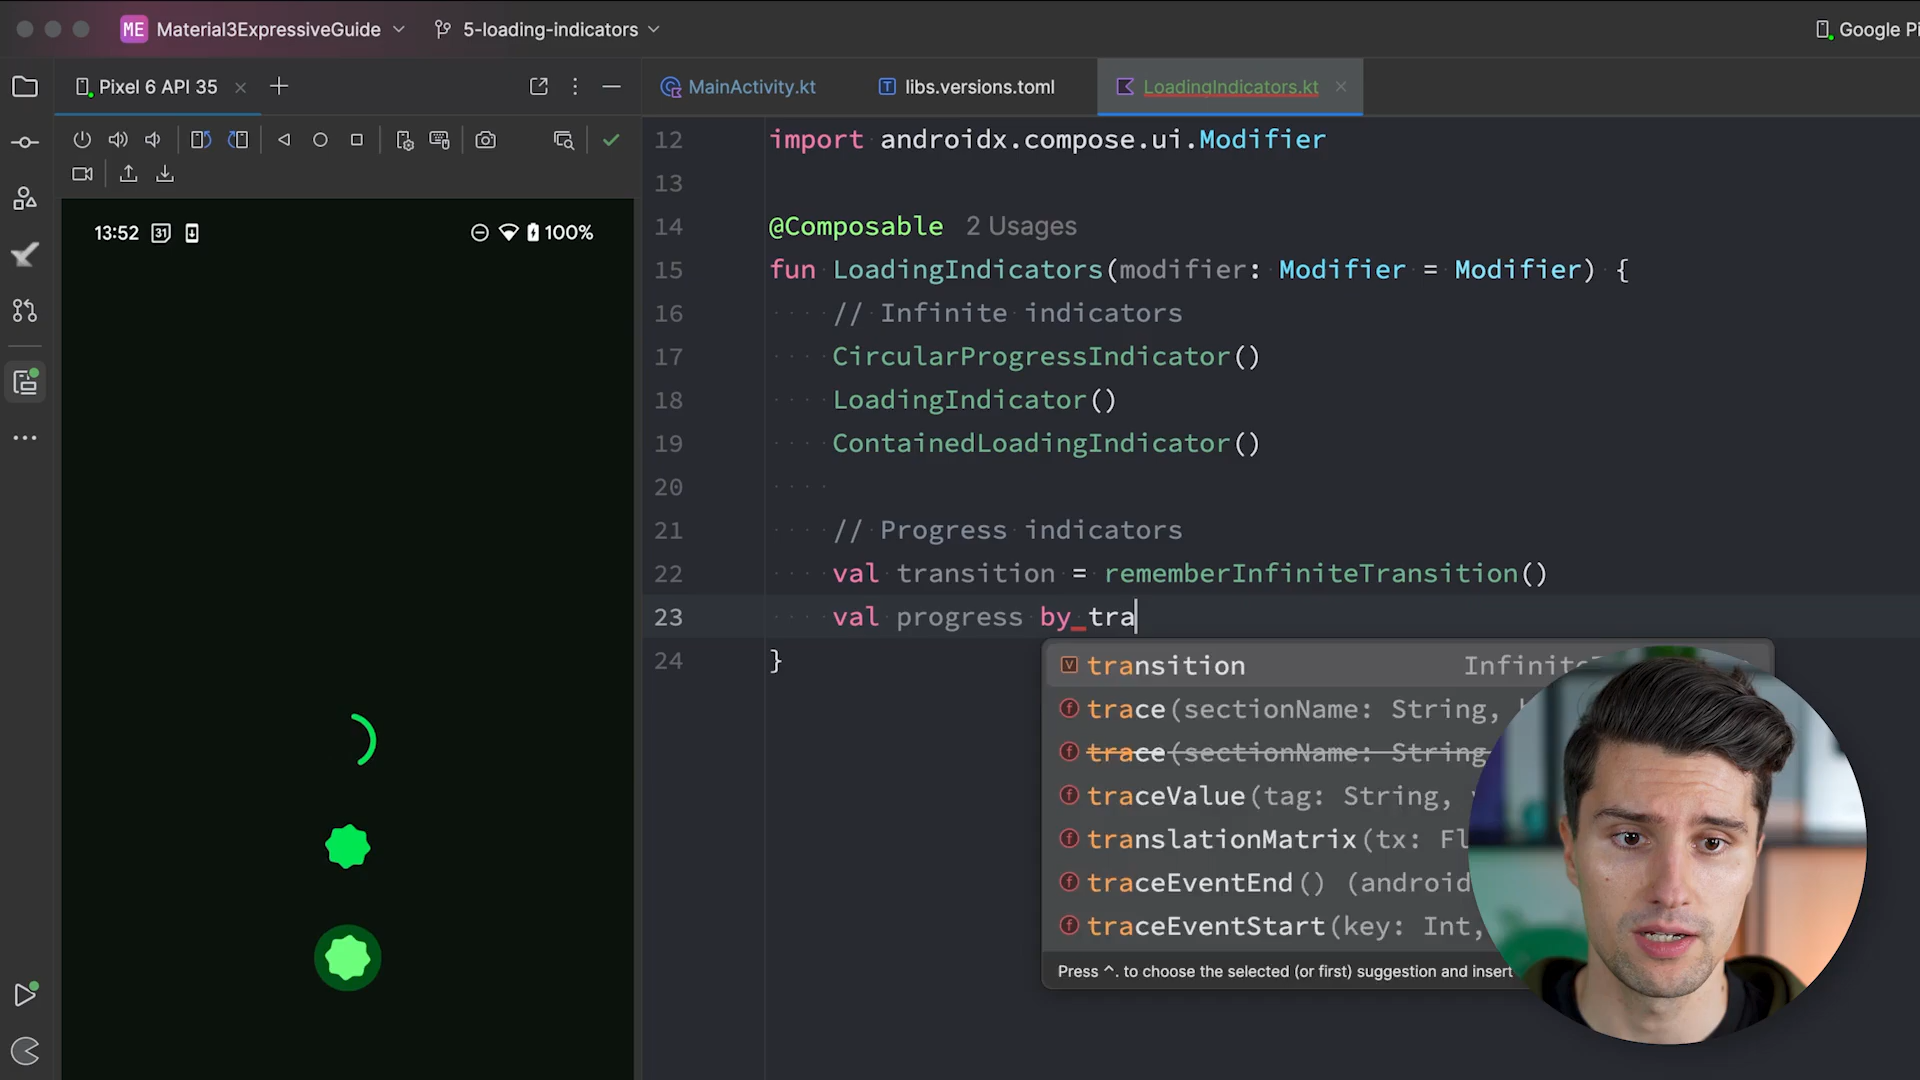 ME Material3ExpressiveGuide 5-loading-indicators Google Pi
Pixel 6 API 35
MainActivity.kt libs.versions.toml LoadingIndicators.kt
13:52 31 100%
12 import androidx.compose.ui.Modifier
13
14 @Composable 2 Usages
15 fun LoadingIndicators(modifier: Modifier = Modifier) {
16 // Infinite indicators
17 CircularProgressIndicator()
18 LoadingIndicator()
19 ContainedLoadingIndicator()
20
21 // Progress indicators
22 val transition = rememberInfiniteTransition()
23 val progress by tra
24 }
transition
trace(sectionName: String,
trace(sectionName: String
traceValue(tag: String,
translationMatrix(tx: Fl
traceEventEnd() (android
traceEventStart(key: Int,
Press ^. to choose the selected (or first) suggestion and insert